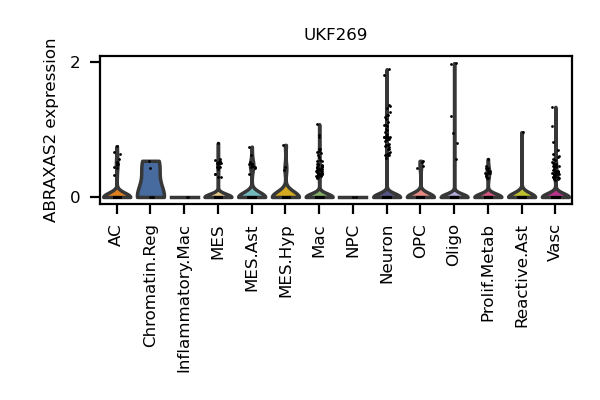 UKF269
ABRAXAS2 expression
2
0
AC
Chromatin.Reg
Inflammatory.Mac
MES
MES.Ast
MES.Hyp
Mac
NPC
Neuron
OPC
Oligo
Prolif.Metab
Reactive.Ast
Vasc